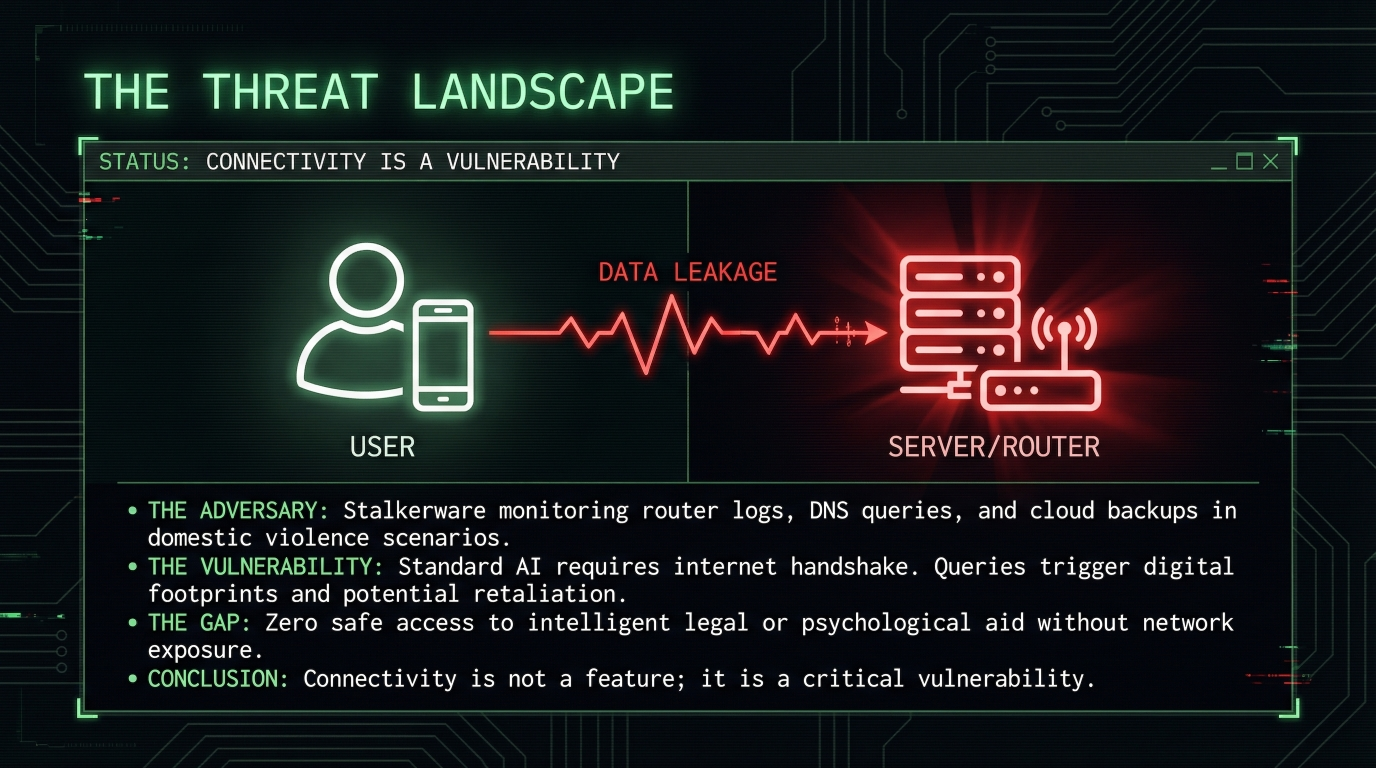 THE THREAT LANDSCAPE
STATUS: CONNECTIVITY IS A VULNERABILITY
DATA LEAKAGE
USER
SERVER/ROUTER
• THE ADVERSARY: Stalkerware monitoring router logs, DNS queries, and cloud backups in
domestic violence scenarios.
• THE VULNERABILITY: Standard AI requires internet handshake. Queries trigger digital
footprints and potential retaliation.
• THE GAP: Zero safe access to intelligent legal or psychological aid without network
exposure.
• CONCLUSION: Connectivity is not a feature; it is a critical vulnerability.